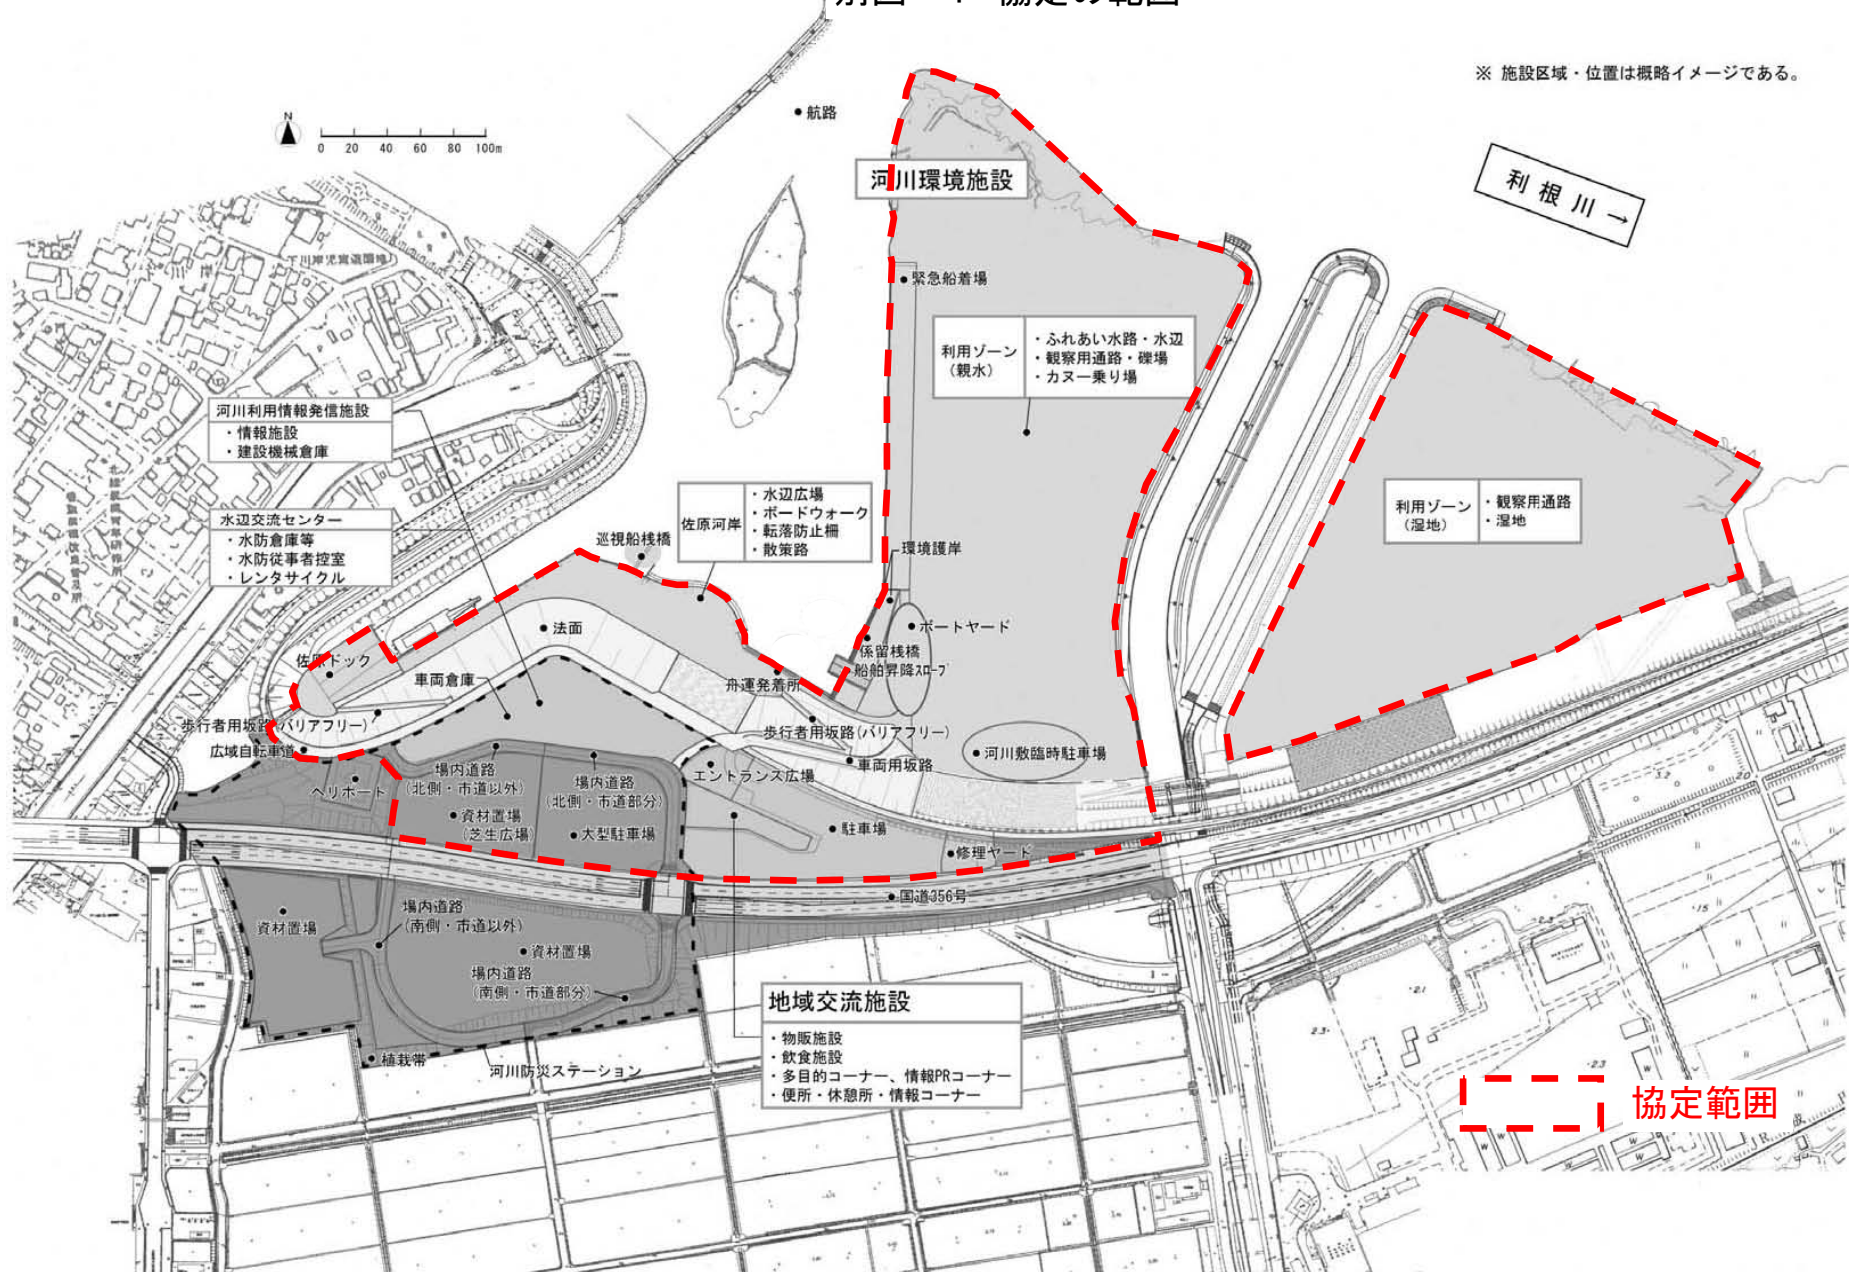 協定の範囲
※ 施設区域・位置は概略イメージである。
N
0 20 40 60 80 100m
航路
河川環境施設
利根川→
下川岸児童遊園地
緊急船着場
利用ゾーン
(親水)
・ふれあい水路・水辺
・観察用通路・礫場
・カヌー乗り場
河川利用情報発信施設
・情報施設
・建設機械倉庫
水辺交流センター
・水防倉庫等
・水防従事者控室
・レンタサイクル
佐原河岸
・水辺広場
・ボードウォーク
・転落防止柵
・散策路
巡視船桟橋
利用ゾーン
(湿地)
・観察用通路
・湿地
環境護岸
ボートヤード
法面
係留桟橋
船舶昇降スロープ
佐原ドック
車両倉庫
舟運発着所
歩行者用坂路(バリアフリー)
歩行者用坂路(バリアフリー)
広域自転車道
河川敷臨時駐車場
車両用坂路
エントランス広場
場内道路
(北側・市道以外)
場内道路
(北側・市道部分)
ヘリポート
資材置場
(芝生広場)
大型駐車場
駐車場
修理ヤード
国道356号
資材置場
場内道路
(南側・市道以外)
資材置場
場内道路
(南側・市道部分)
植栽帯
河川防災ステーション
地域交流施設
・物販施設
・飲食施設
・多目的コーナー、情報PRコーナー
・便所・休憩所・情報コーナー
協定範囲